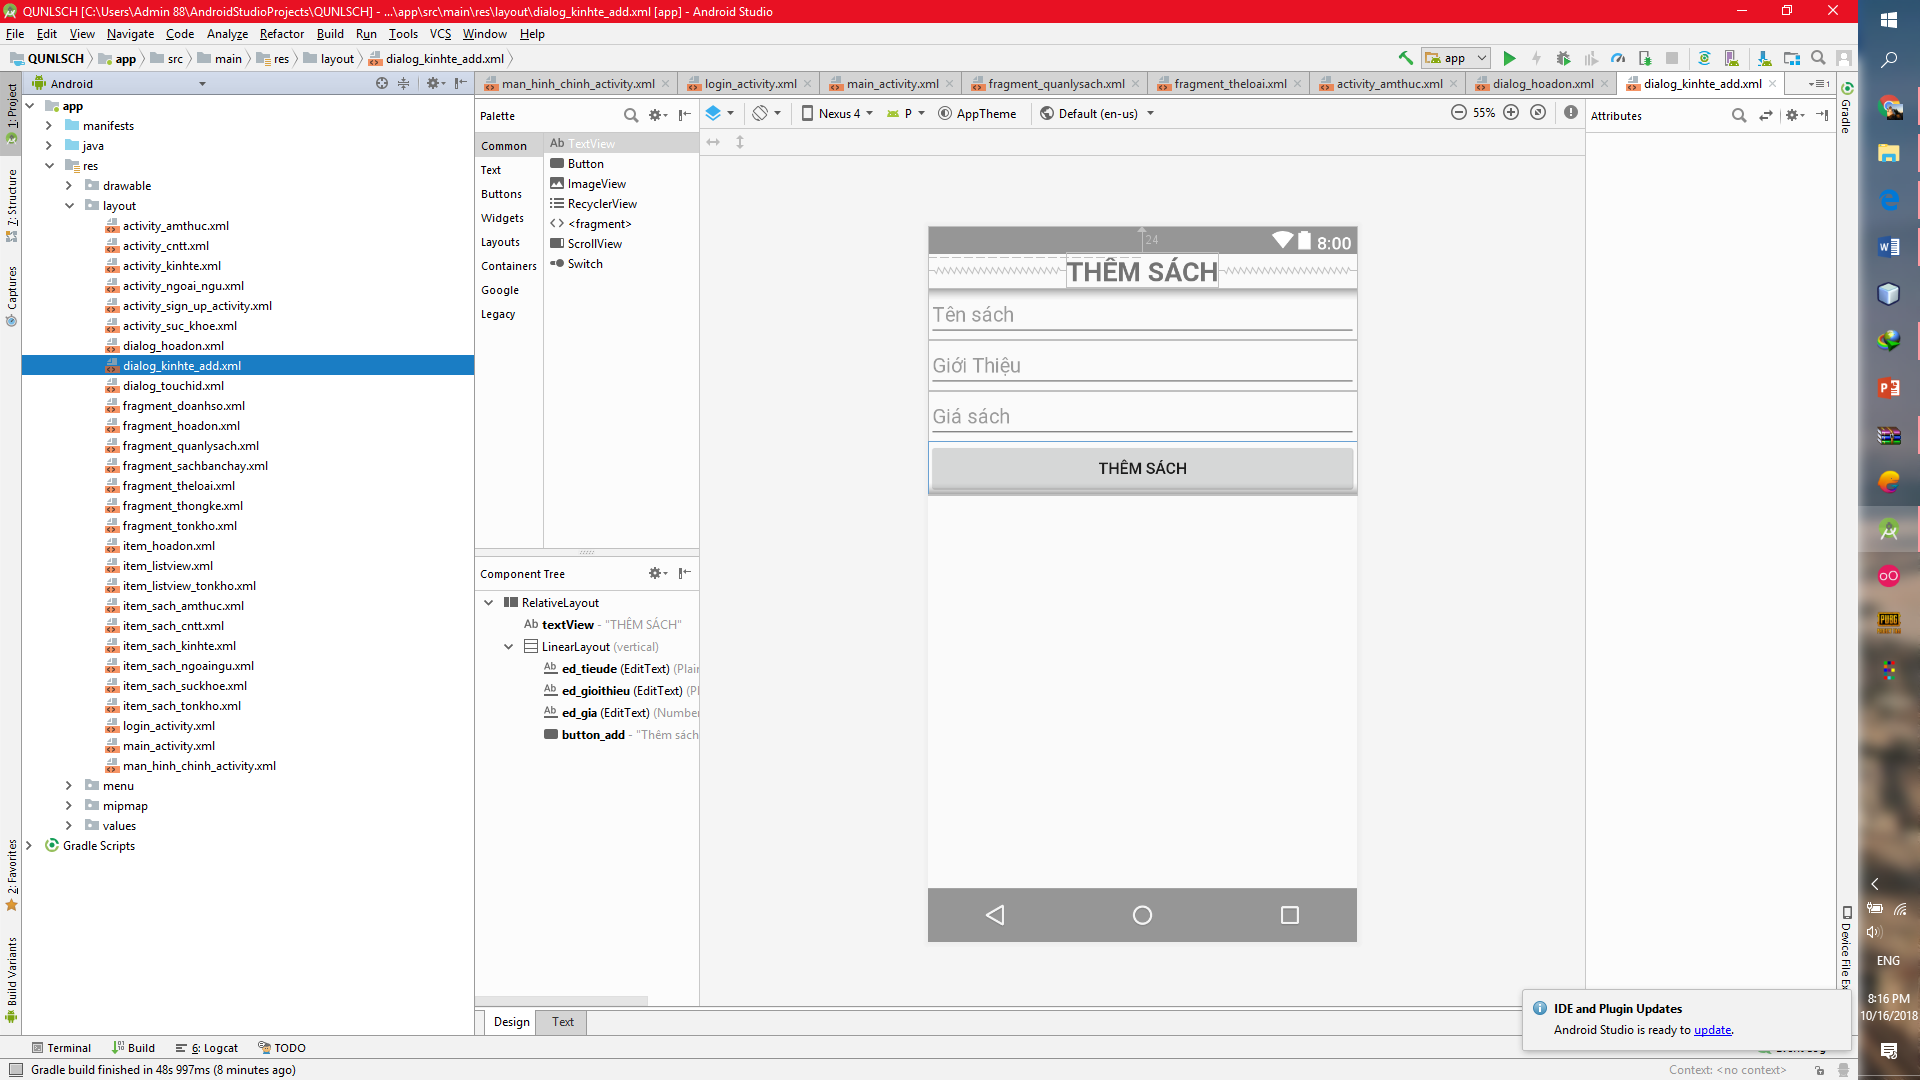 QUNLSCH [C:\Users\Admin 88\AndroidStudioProjects\QUNLSCH] - ...\app\src\main\res\layout\dialog_kinhte_add.xml [app] - Android Studio
File Edit View Navigate Code Analyze Refactor Build Run Tools VCS Window Help
QUNLSCH app src main res layout dialog_kinhte_add.xml
app
1: Project
7: Structure
Captures
2: Favorites
Build Variants
Android
app
manifests
java
res
drawable
layout
activity_amthuc.xml
activity_cntt.xml
activity_kinhte.xml
activity_ngoai_ngu.xml
activity_sign_up_activity.xml
activity_suc_khoe.xml
dialog_hoadon.xml
dialog_kinhte_add.xml
dialog_touchid.xml
fragment_doanhso.xml
fragment_hoadon.xml
fragment_quanlysach.xml
fragment_sachbanchay.xml
fragment_theloai.xml
fragment_thongke.xml
fragment_tonkho.xml
item_hoadon.xml
item_listview.xml
item_listview_tonkho.xml
item_sach_amthuc.xml
item_sach_cntt.xml
item_sach_kinhte.xml
item_sach_ngoaingu.xml
item_sach_suckhoe.xml
item_sach_tonkho.xml
login_activity.xml
main_activity.xml
man_hinh_chinh_activity.xml
menu
mipmap
values
Gradle Scripts
man_hinh_chinh_activity.xml login_activity.xml main_activity.xml fragment_quanlysach.xml fragment_theloai.xml activity_amthuc.xml dialog_hoadon.xml dialog_kinhte_add.xml
Palette
Common
Text
Buttons
Widgets
Layouts
Containers
Google
Legacy
Ab TextView
Button
ImageView
RecyclerView
<fragment>
ScrollView
Switch
Nexus 4 P AppTheme Default (en-us)
55%
Attributes
Gradle
24
8:00
THÊM SÁCH
Tên sách
Giới Thiệu
Giá sách
THÊM SÁCH
Component Tree
RelativeLayout
Ab textView - "THÊM SÁCH"
LinearLayout (vertical)
Ab ed_tieude (EditText) (Plain
Ab ed_gioithieu (EditText) (Pl
Ab ed_gia (EditText) (Number
button_add - "Thêm sách
Design Text
Device File Ex
IDE and Plugin Updates
Android Studio is ready to update.
Terminal Build 6: Logcat TODO
Gradle build finished in 48s 997ms (8 minutes ago)
Context: <no context>
ENG
8:16 PM
10/16/2018